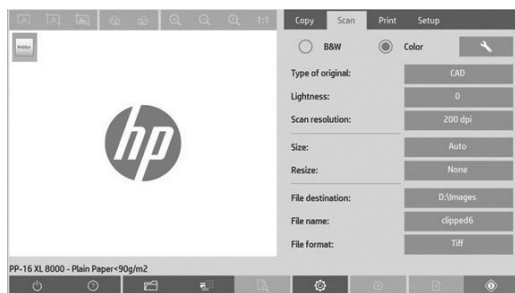 1:1
Copy Scan Print Setup
B&W Color
Type of original: CAD
Lightness: 0
Scan resolution: 200 dpi
Size: Auto
Resize: None
File destination: D:\Images
File name: clipped6
File format: Tiff
hp
PP-16 XL 8000 - Plain Paper<90g/m2